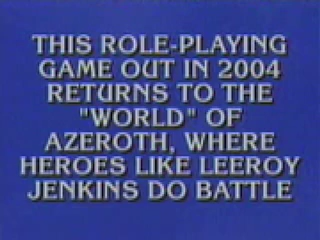 THIS ROLE-PLAYING
GAME OUT IN 2004
RETURNS TO THE
"WORLD" OF
AZEROTH, WHERE
HEROES LIKE LEEROY
JENKINS DO BATTLE